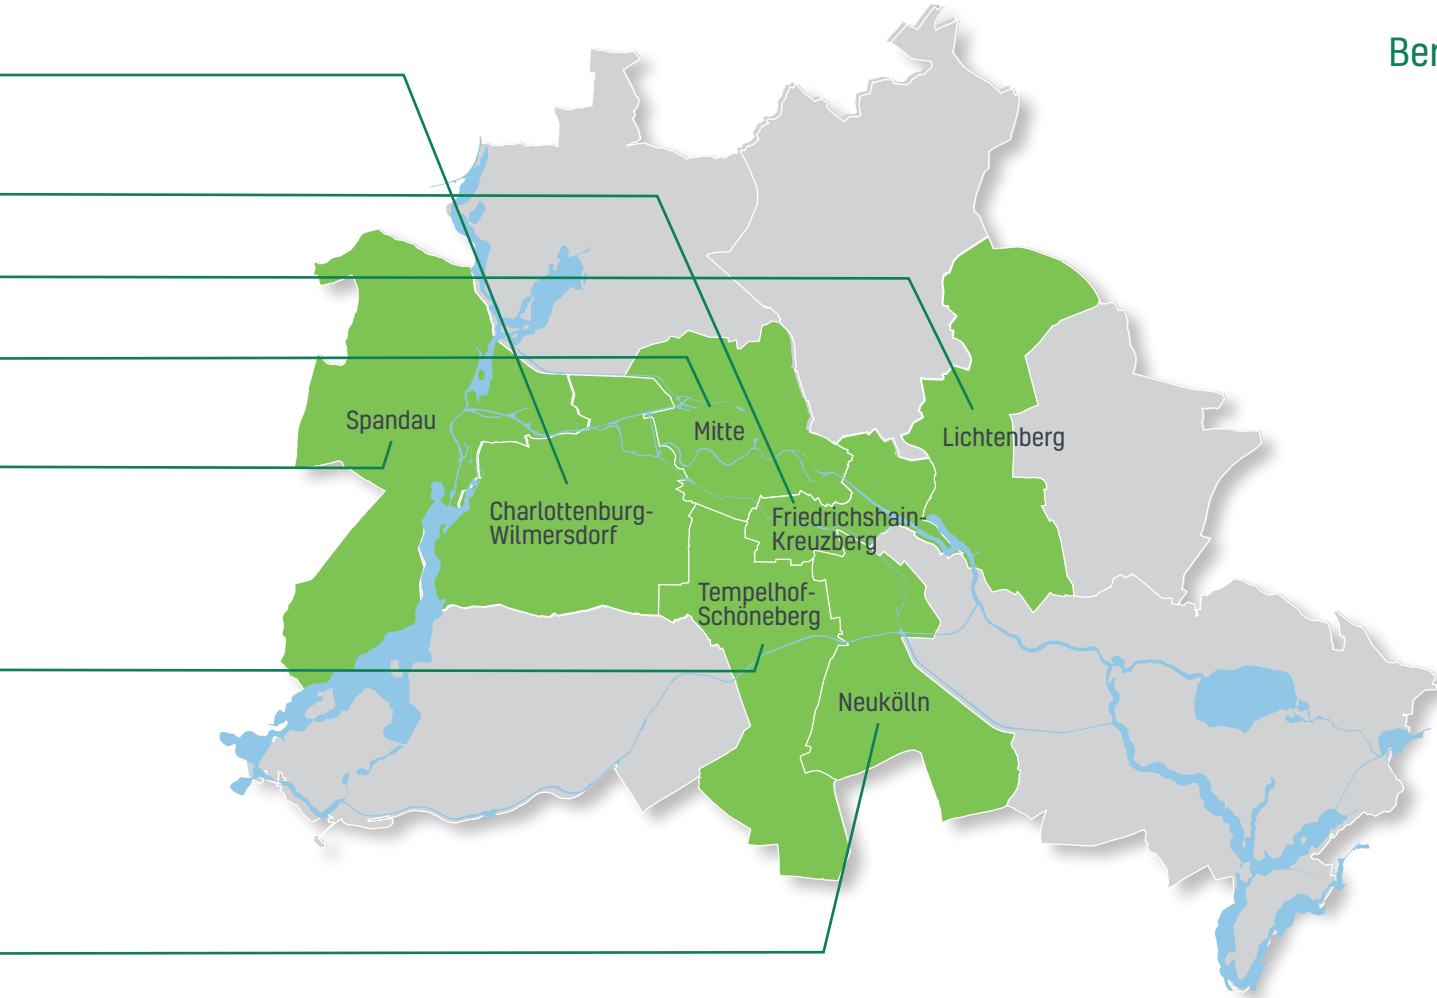 Ber
Spandau
Mitte
Lichtenberg
Charlottenburg-
Wilmersdorf
Friedrichshain-
Kreuzberg
Tempelhof-
Schöneberg
Neukölln